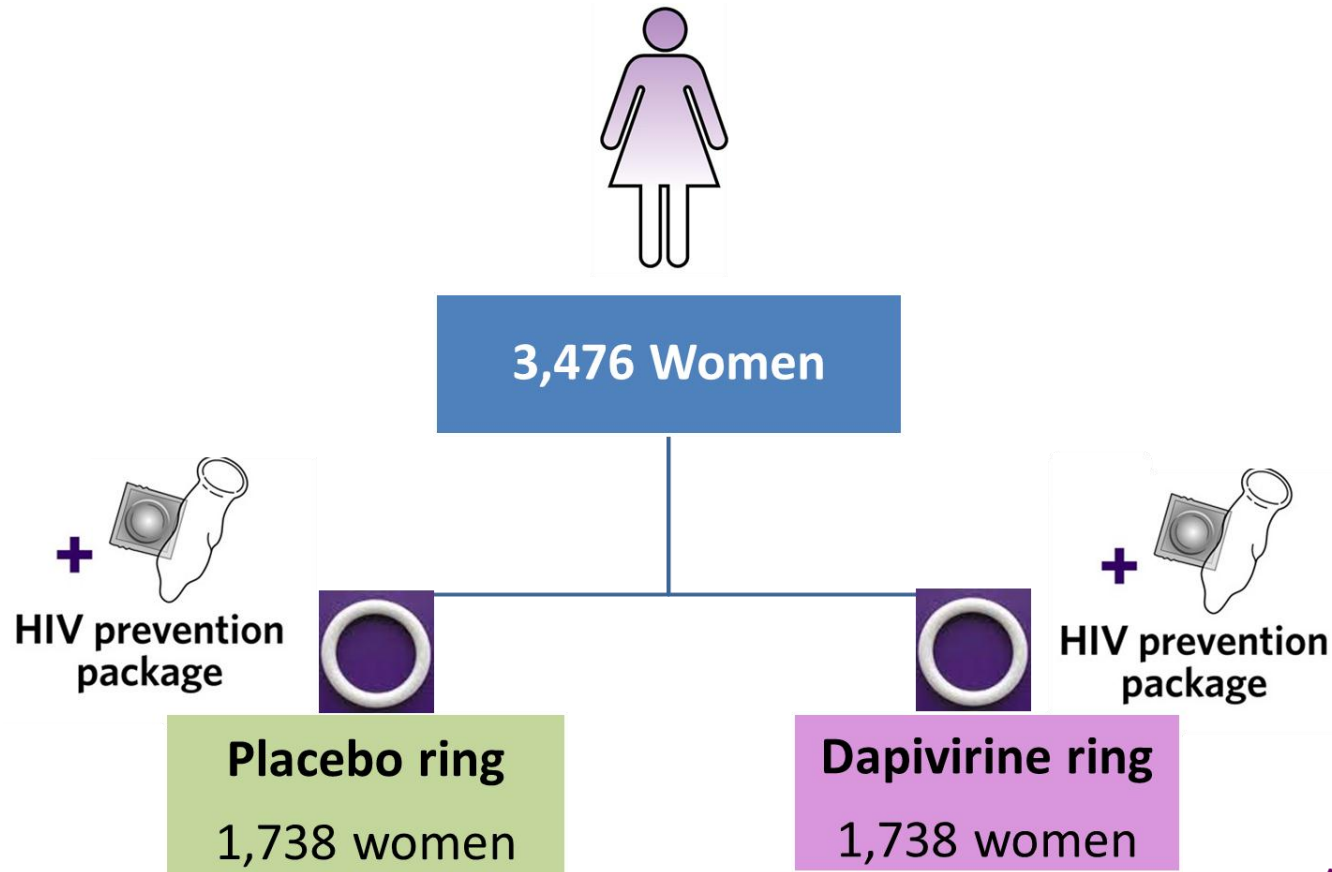 3,476 Women
+
HIV prevention
package
+
HIV prevention
package
Placebo ring
1,738 women
Dapivirine ring
1,738 women